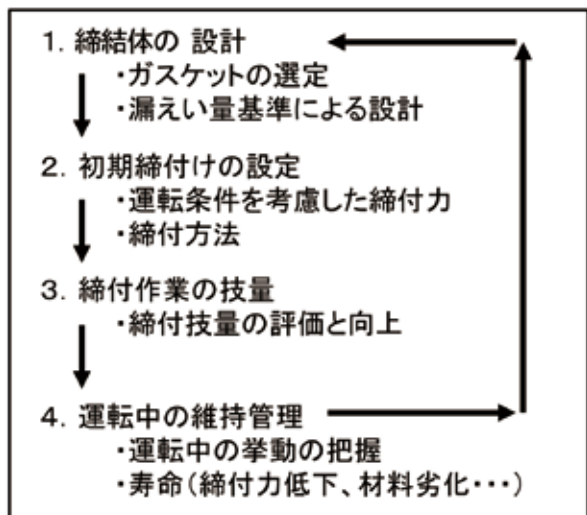 1. 締結体の 設計
・ガスケットの選定
・漏えい量基準による設計
2. 初期締付けの設定
・運転条件を考慮した締付力
・締付方法
3. 締付作業の技量
・締付技量の評価と向上
4. 運転中の維持管理
・運転中の挙動の把握
・寿命(締付力低下、材料劣化・・・)